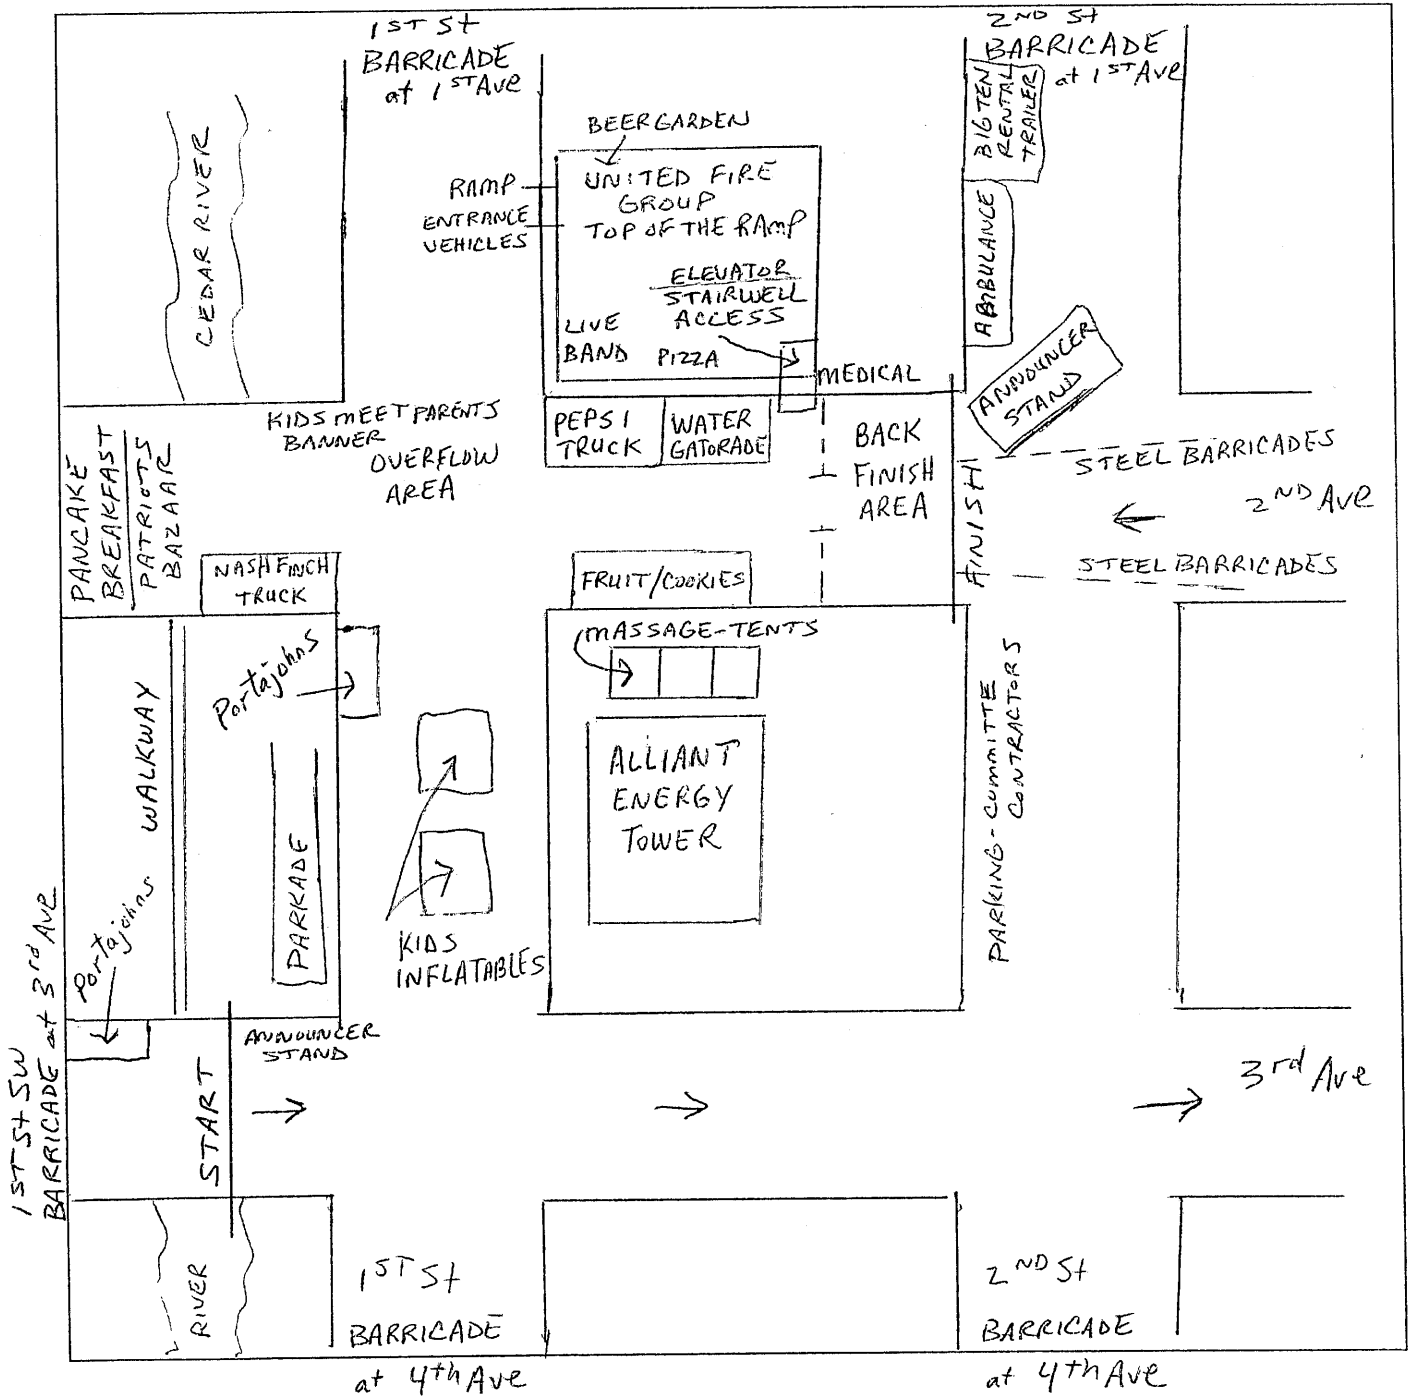 1ST St
BARRICADE
at 1ST Ave
2ND St
BARRICADE
at 1ST Ave
BIG TEN
RENTAL
TRAILER
CEDAR RIVER
BEER GARDEN
RAMP
ENTRANCE
VEHICLES
UNITED FIRE
GROUP
TOP OF THE RAMP
ELEVATOR
STAIRWELL
ACCESS
LIVE
BAND
PIZZA
AMBULANCE
ANNOUNCER
STAND
MEDICAL
KIDS MEET PARENTS
BANNER
OVERFLOW
AREA
PEPSI
TRUCK
WATER
GATORADE
BACK
FINISH
AREA
FINISH
STEEL BARRICADES
2ND Ave
STEEL BARRICADES
PANCAKE
BREAKFAST
PATRIOTS
BAZAAR
NASH FINCH
TRUCK
FRUIT/COOKIES
MASSAGE-TENTS
Portajohns
WALKWAY
PARKADE
ALLIANT
ENERGY
TOWER
KIDS
INFLATABLES
PARKING-CUMMITTE
CONTRACTORS
Portajohns
1ST St SW
BARRICADE at 3rd Ave
START
ANNOUNCER
STAND
3rd Ave
RIVER
1ST St
BARRICADE
at 4th Ave
2ND St
BARRICADE
at 4th Ave